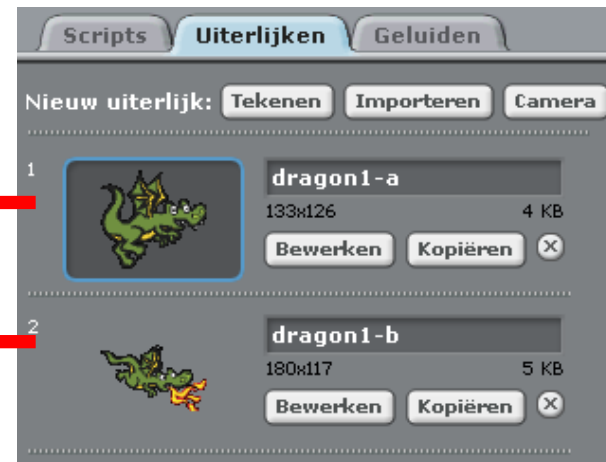 Scripts Uiterlijken Geluiden
Nieuw uiterlijk: Tekenen Importeren Camera
1
dragon1-a
133x126 4 KB
Bewerken Kopiëren
2
dragon1-b
180x117 5 KB
Bewerken Kopiëren